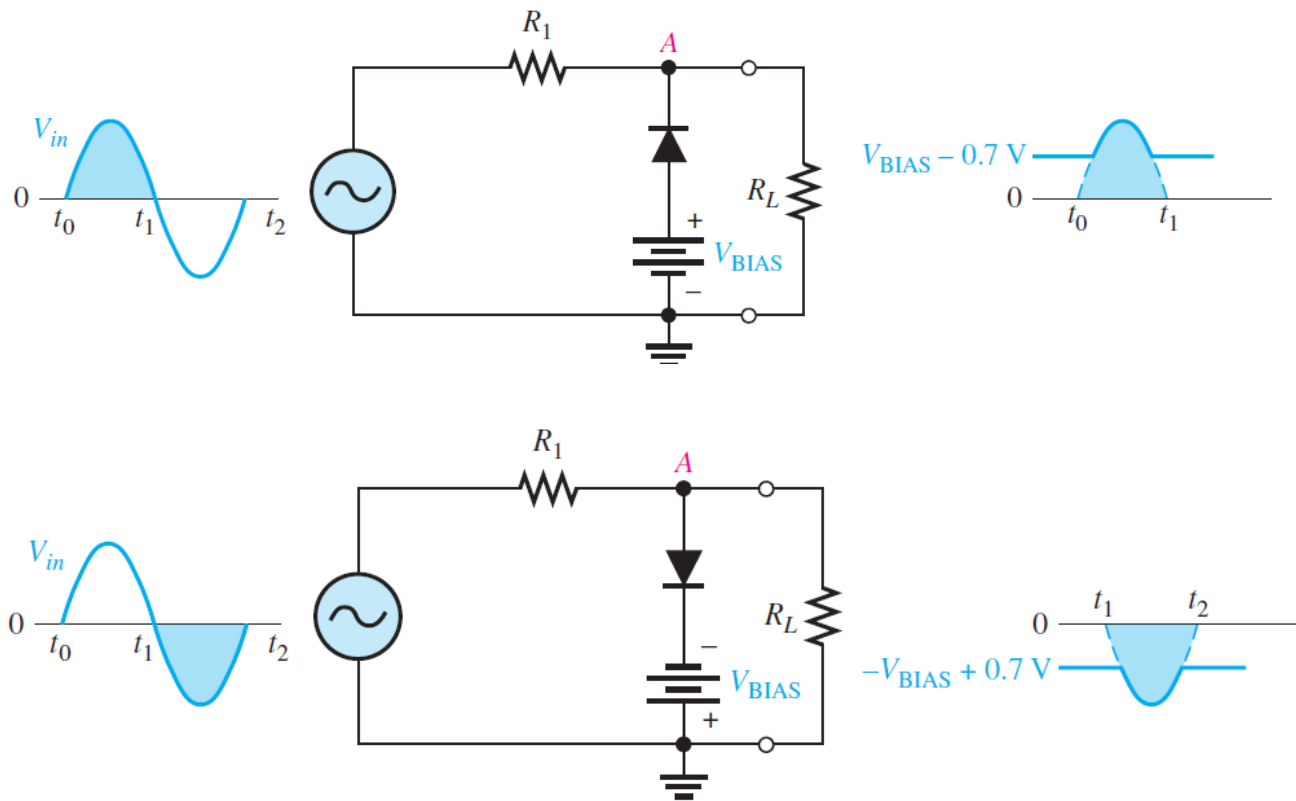 R1
A
Vin
VBIAS – 0.7 V
0
t0 t1 t2
RL
+
VBIAS
–
0
t0 t1
R1
A
Vin
t1 t2
0
0
RL
t0 t1 t2
–
VBIAS
–VBIAS + 0.7 V
+